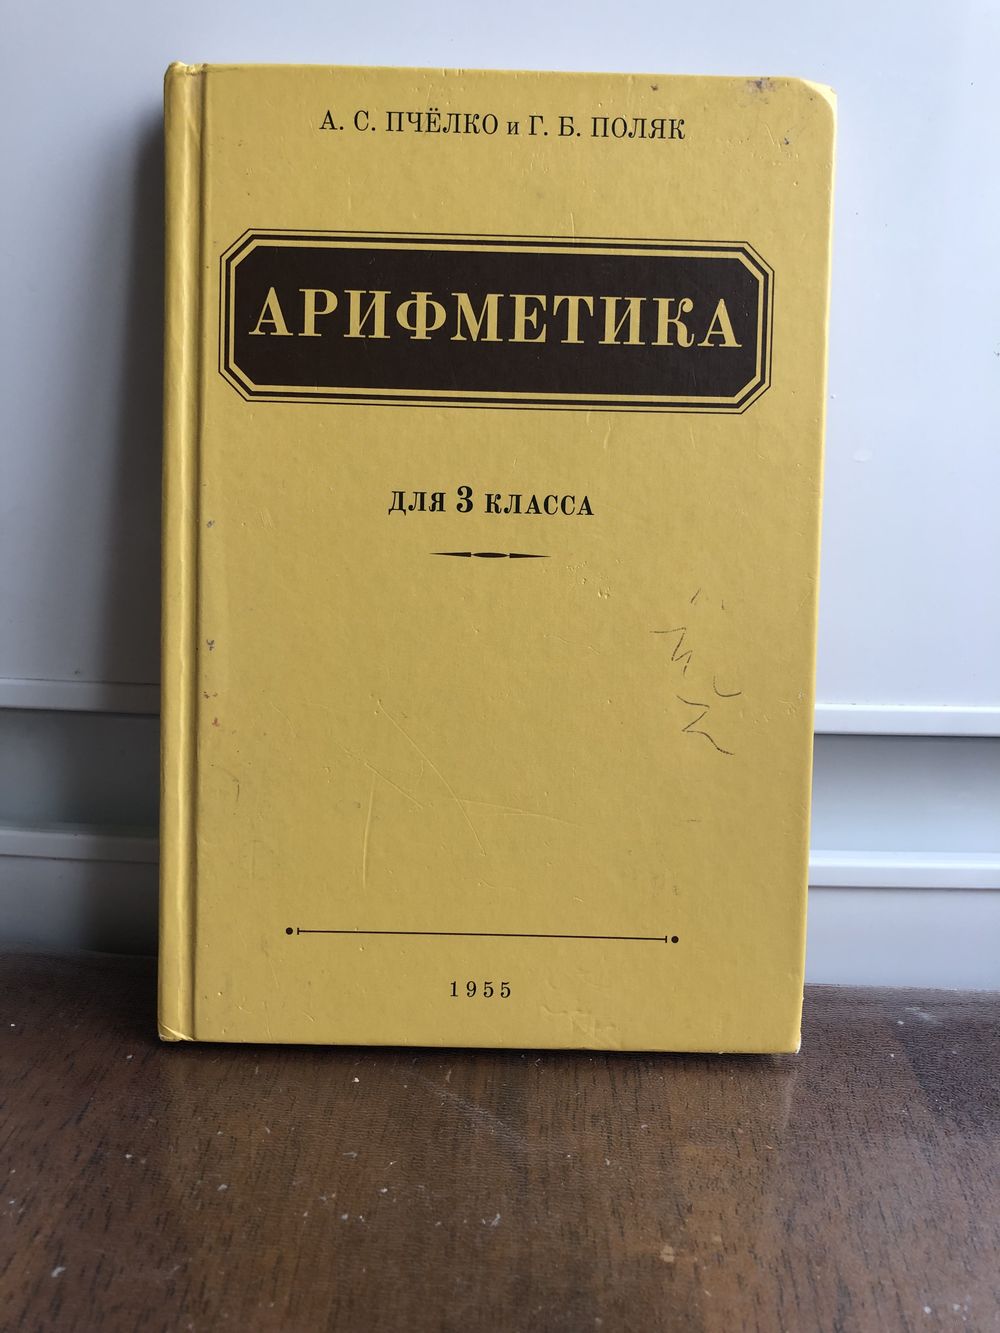 А. С. ПЧЁЛКО и Г. Б. ПОЛЯК
АРИФМЕТИКА
ДЛЯ 3 КЛАССА
1955